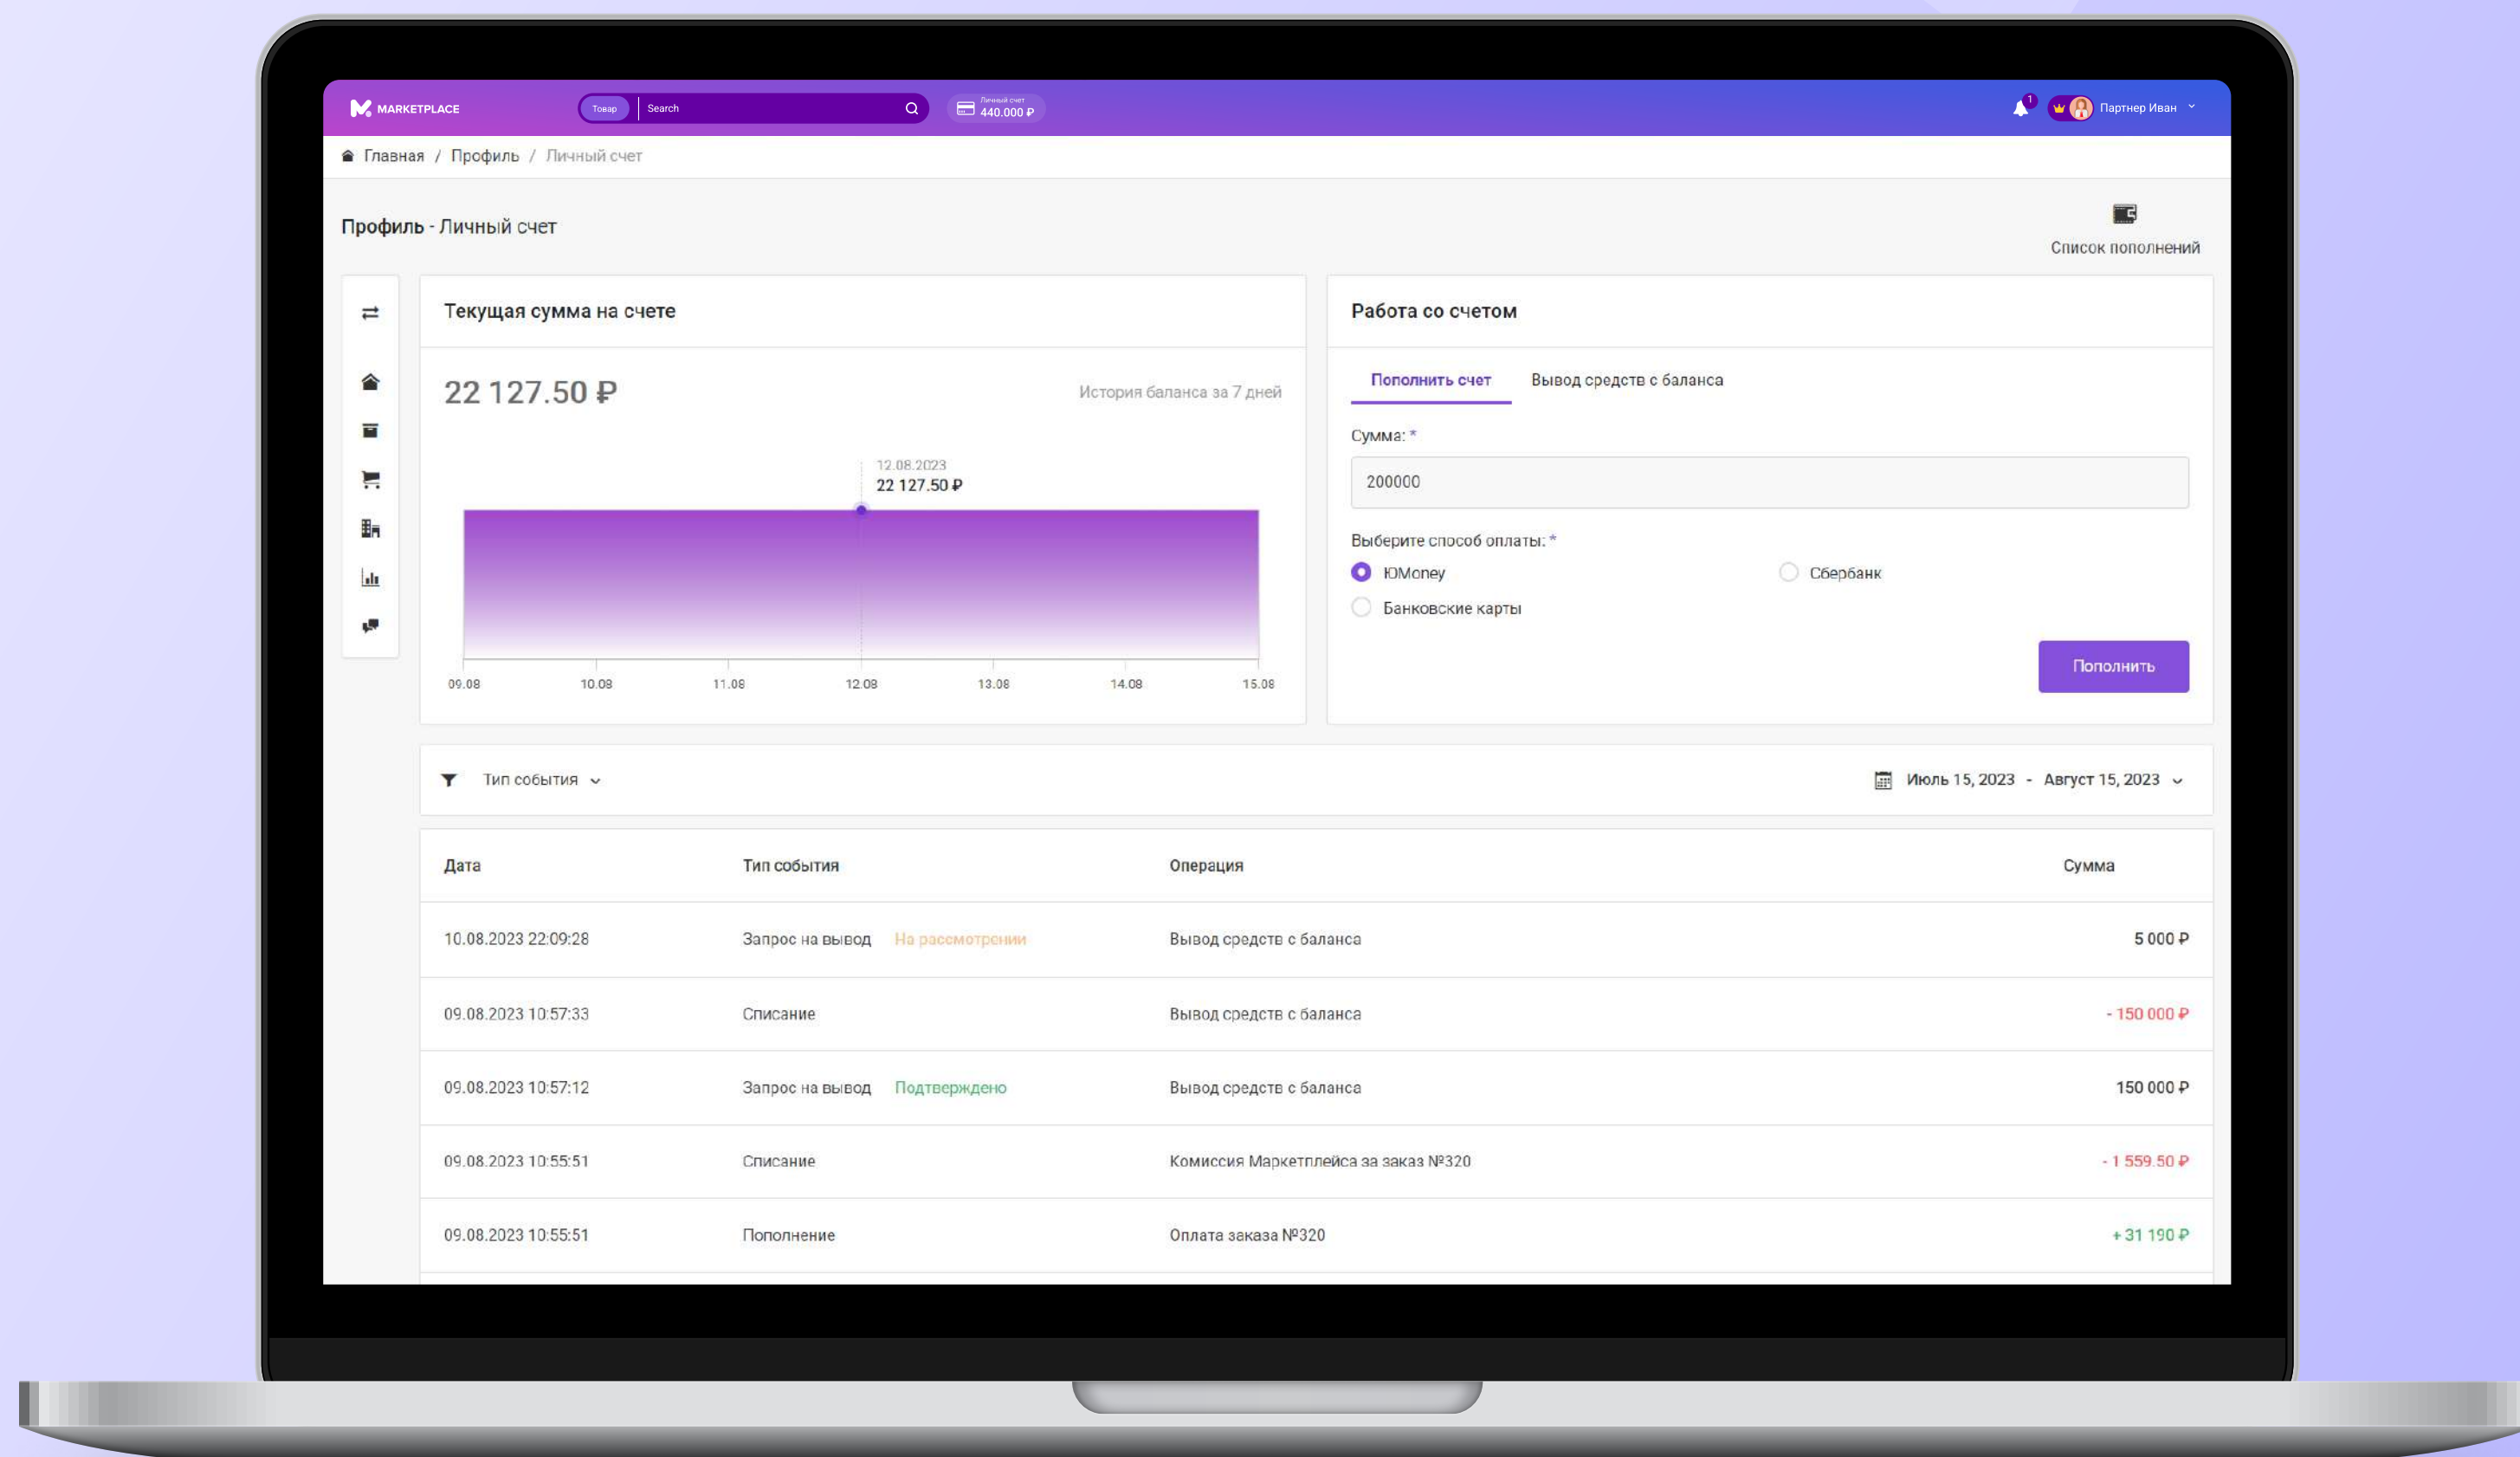 MARKETPLACE
Товар
Search
Личный счет
440.000 ₽
1
Партнер Иван
Главная / Профиль / Личный счет
Профиль - Личный счет
Список пополнений
Текущая сумма на счете
22 127.50 ₽
История баланса за 7 дней
12.08.2023
22 127.50 ₽
09.08 10.08 11.08 12.08 13.08 14.08 15.08
Работа со счетом
Пополнить счет Вывод средств с баланса
Сумма: *
200000
Выберите способ оплаты: *
ЮMoney Сбербанк
Банковские карты
Пополнить
Тип события
Июль 15, 2023 - Август 15, 2023
Дата Тип события Операция Сумма
10.08.2023 22:09:28 Запрос на вывод На рассмотрении Вывод средств с баланса 5 000 ₽
09.08.2023 10:57:33 Списание Вывод средств с баланса - 150 000 ₽
09.08.2023 10:57:12 Запрос на вывод Подтверждено Вывод средств с баланса 150 000 ₽
09.08.2023 10:55:51 Списание Комиссия Маркетплейса за заказ №320 - 1 559.50 ₽
09.08.2023 10:55:51 Пополнение Оплата заказа №320 + 31 190 ₽